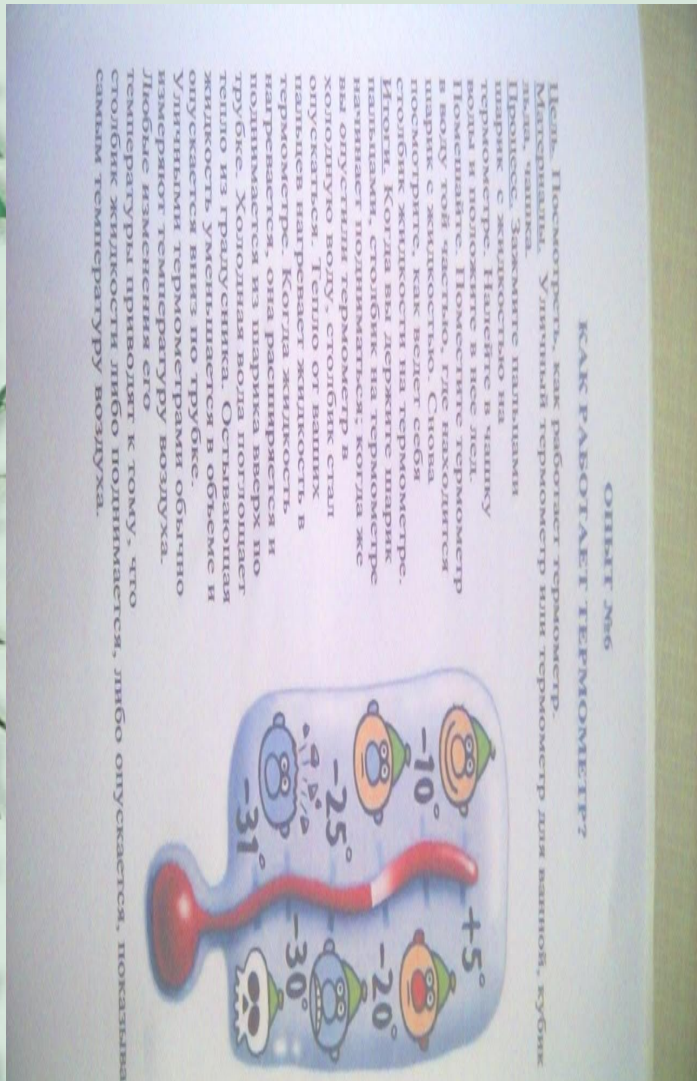 ОПЫТ №6
КАК РАБОТАЕТ ТЕРМОМЕТР?
Цель. Посмотреть, как работает термометр.
Материалы. Уличный термометр или термометр для ванной, кубик
льда, чашка.
Процесс. Зажмите пальцами
шарик с жидкостью на
термометре. Налейте в чашку
воды и положите в нее лед.
Помешайте. Поместите термометр
в воду той частью, где находится
шарик с жидкостью. Снова
посмотрите, как ведет себя
столбик жидкости на термометре.
Итоги. Когда вы держите шарик
пальцами, столбик на термометре
начинает подниматься; когда же
вы опустили термометр в
холодную воду, столбик стал
опускаться. Тепло от ваших
пальцев нагревает жидкость в
термометре. Когда жидкость
нагревается, она расширяется и
поднимается из шарика вверх по
трубке. Холодная вода поглощает
тепло из градусника. Остывающая
жидкость уменьшается в объеме и
опускается вниз по трубке.
Уличными термометрами обычно
измеряют температуру воздуха.
Любые изменения его
температуры приводят к тому, что
столбик жидкости либо поднимается, либо опускается, показыва
самым температуру воздуха.
+5°
-10°
-20°
-25°
-30°
-31°